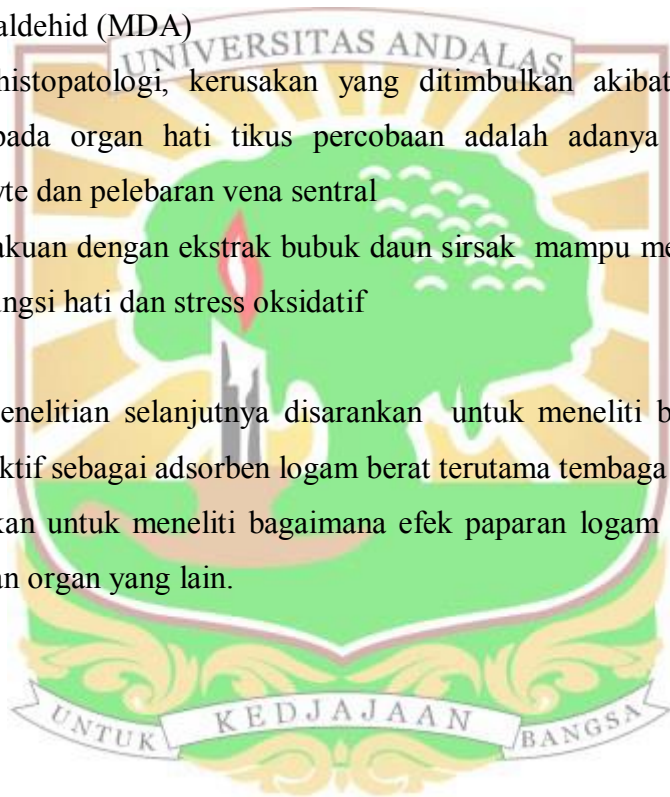 aldehid (MDA)
UNIVERSITAS ANDALAS
histopatologi, kerusakan yang ditimbulkan akibat
pada organ hati tikus percobaan adalah adanya
yte dan pelebaran vena sentral
akuan dengan ekstrak bubuk daun sirsak mampu me
ungsi hati dan stress oksidatif
enelitian selanjutnya disarankan untuk meneliti b
ktif sebagai adsorben logam berat terutama tembaga
kan untuk meneliti bagaimana efek paparan logam
an organ yang lain.
UNTUK KEDJAJAAN BANGSA